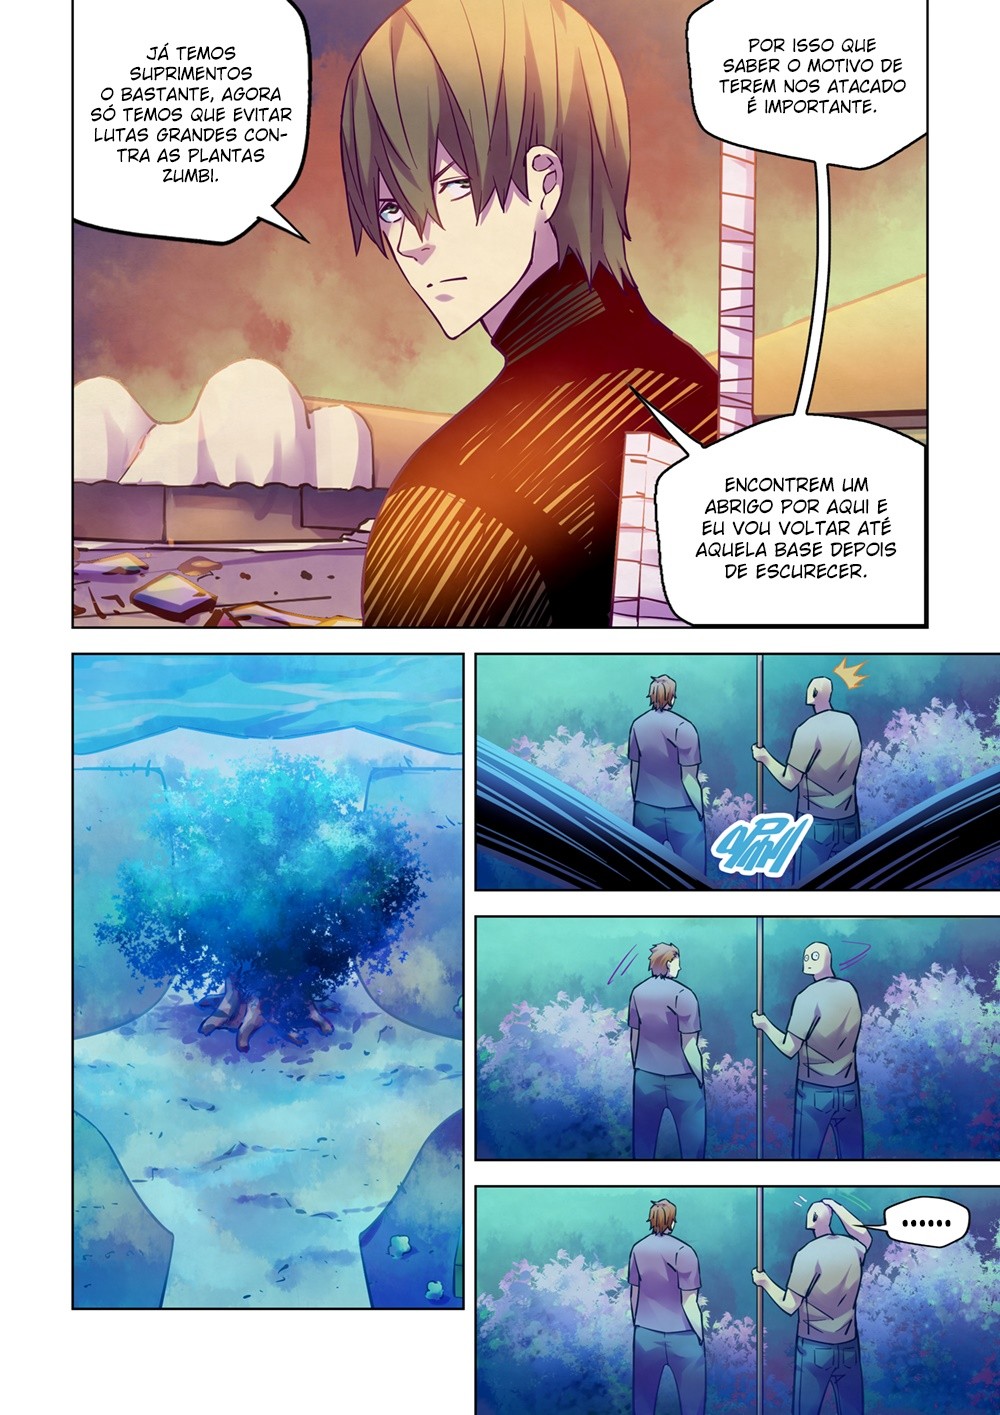 JÁ TEMOS
SUPRIMENTOS
O BASTANTE, AGORA
SÓ TEMOS QUE EVITAR
LUTAS GRANDES CON-
TRA AS PLANTAS
ZUMBI.
POR ISSO QUE
SABER O MOTIVO DE
TEREM NOS ATACADO
É IMPORTANTE.
ENCONTREM UM
ABRIGO POR AQUI E
EU VOU VOLTAR ATÉ
AQUELA BASE DEPOIS
DE ESCURECER.
......